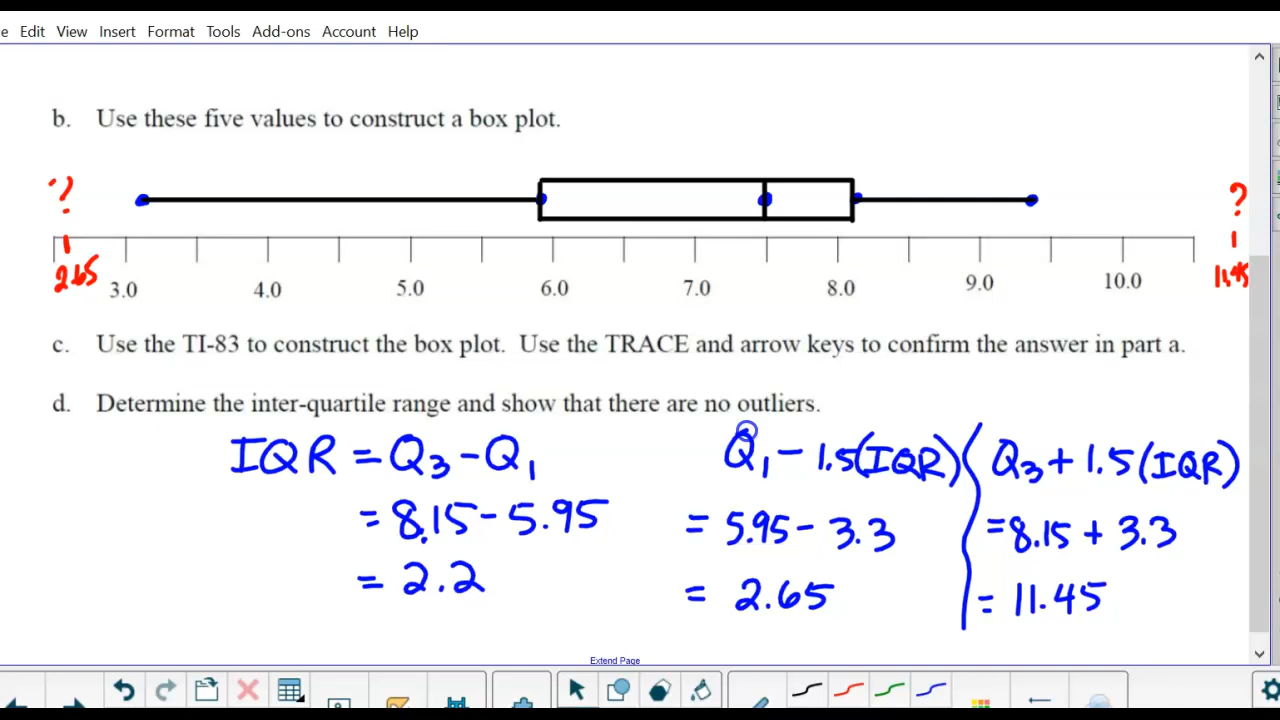 e Edit View Insert Format Tools Add-ons Account Help
b. Use these five values to construct a box plot.
? ?
2.65 11.45
3.0 4.0 5.0 6.0 7.0 8.0 9.0 10.0
c. Use the TI-83 to construct the box plot. Use the TRACE and arrow keys to confirm the answer in part a.
d. Determine the inter-quartile range and show that there are no outliers.
IQR = Q3 - Q1
= 8.15 - 5.95
= 2.2
Q1 - 1.5(IQR)
= 5.95 - 3.3
= 2.65
Q3 + 1.5(IQR)
= 8.15 + 3.3
= 11.45
Extend Page